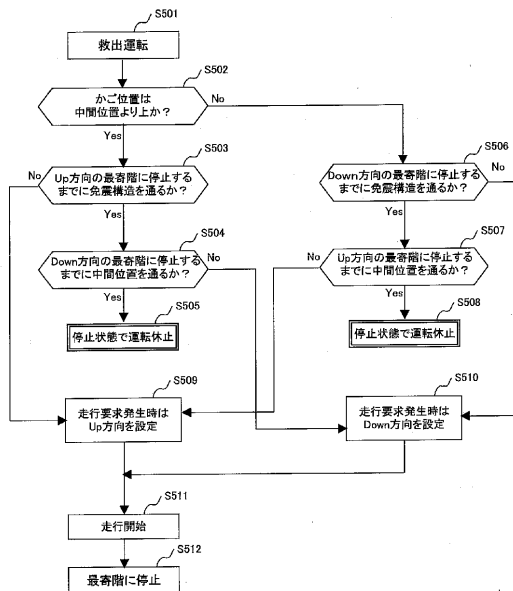 S501
救出運転
S502
かご位置は
中間位置より上か？
No
Yes
S503
No
Up方向の最寄階に停止する
までに免震構造を通るか？
Yes
S506
No
Down方向の最寄階に停止する
までに免震構造を通るか？
Yes
S504
Down方向の最寄階に停止する
までに中間位置を通るか？
No
Yes
S507
No
Up方向の最寄階に停止する
までに中間位置を通るか？
Yes
S505
停止状態で運転休止
S508
停止状態で運転休止
S509
走行要求発生時は
Up方向を設定
S510
走行要求発生時は
Down方向を設定
S511
走行開始
S512
最寄階に停止